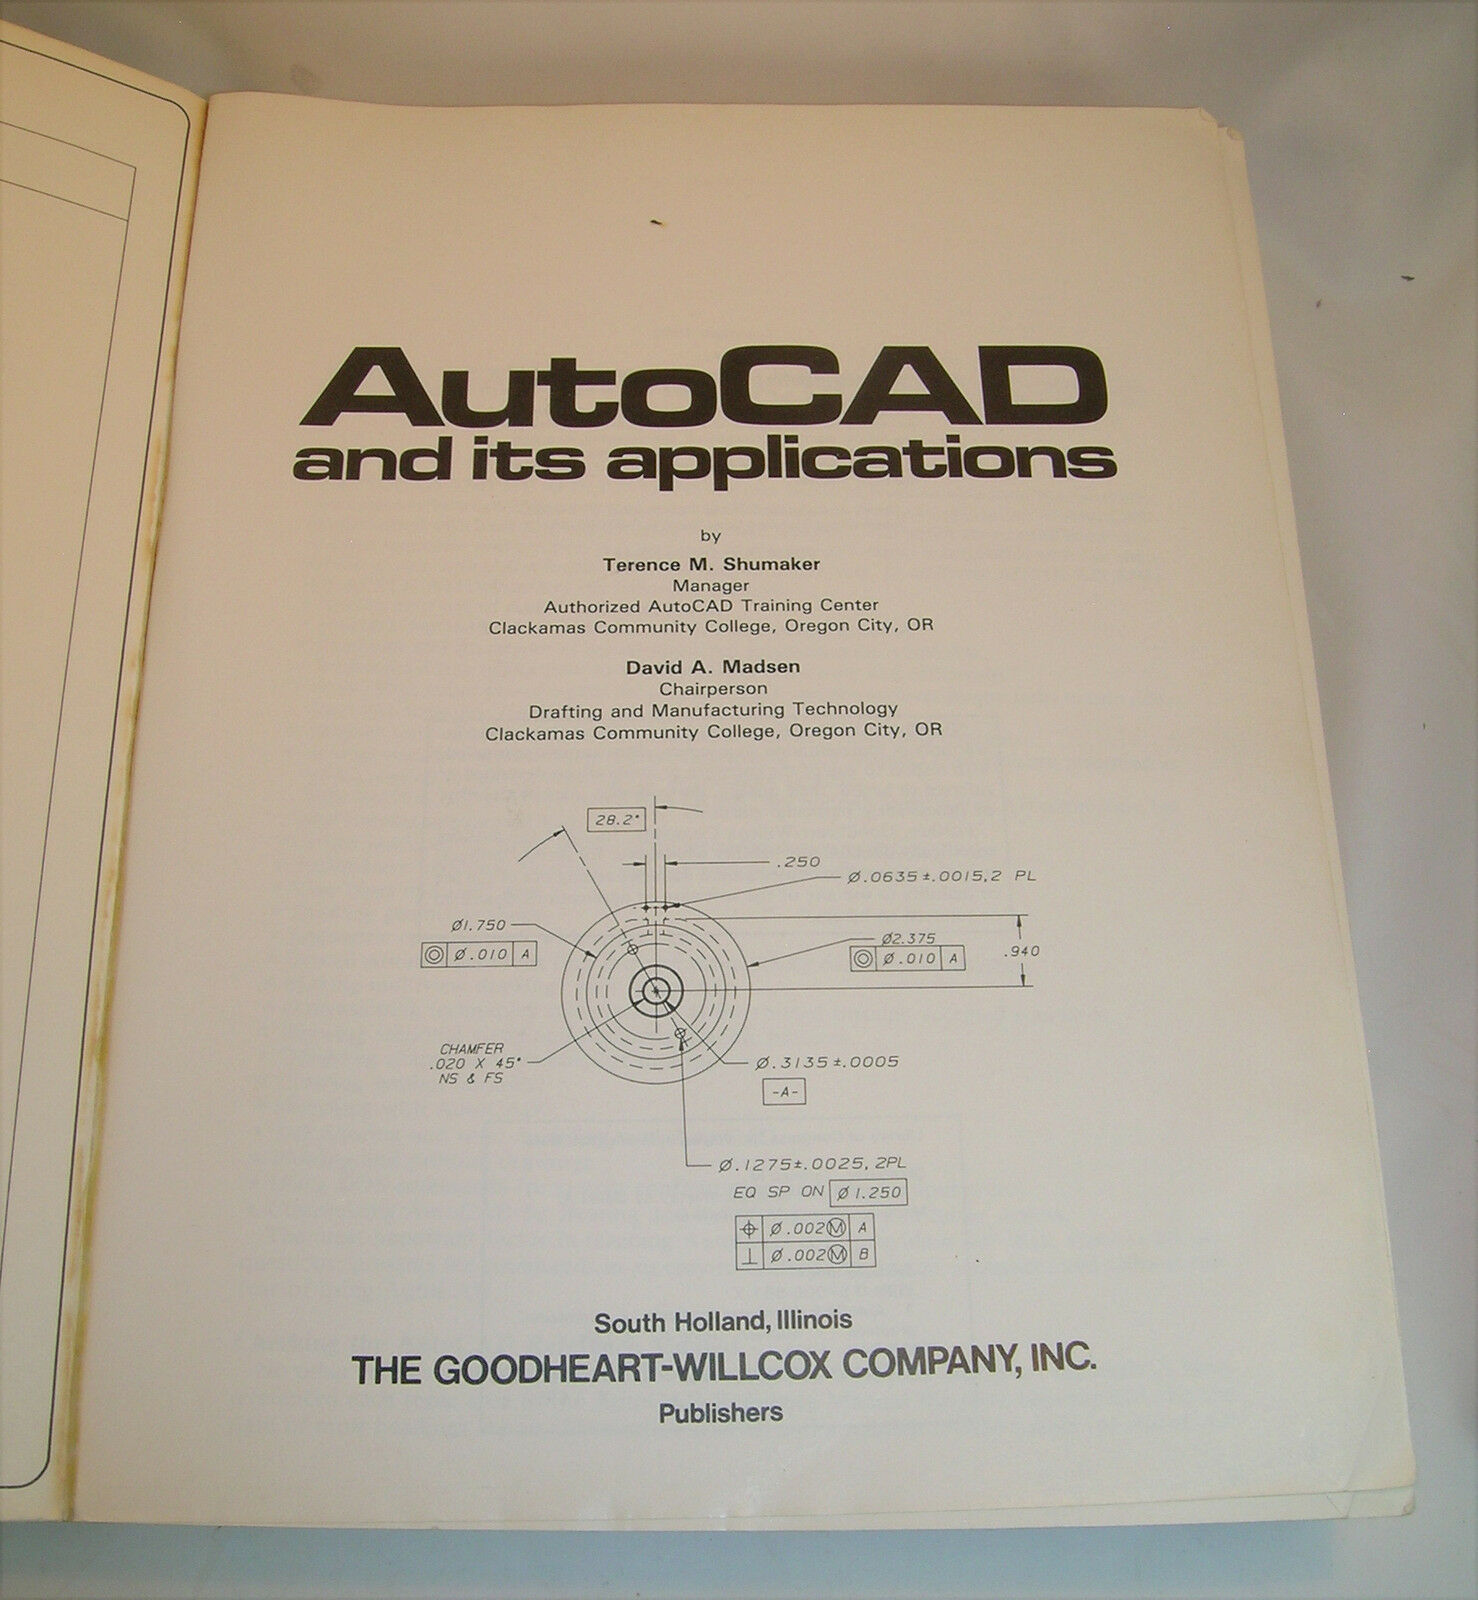 AutoCAD
and its applications
by
Terence M. Shumaker
Manager
Authorized AutoCAD Training Center
Clackamas Community College, Oregon City, OR
David A. Madsen
Chairperson
Drafting and Manufacturing Technology
Clackamas Community College, Oregon City, OR
28.2°
.250
Ø.0635±.0015,2 PL
Ø1.750
◎ Ø.010 A
Ø2.375
◎ Ø.010 A
.940
CHAMFER
.020 X 45°
NS & FS
Ø.3135±.0005
-A-
Ø.1275±.0025, 2PL
EQ SP ON Ø1.250
⌖ Ø.002Ⓜ A
⊥ Ø.002Ⓜ B
South Holland, Illinois
THE GOODHEART-WILLCOX COMPANY, INC.
Publishers